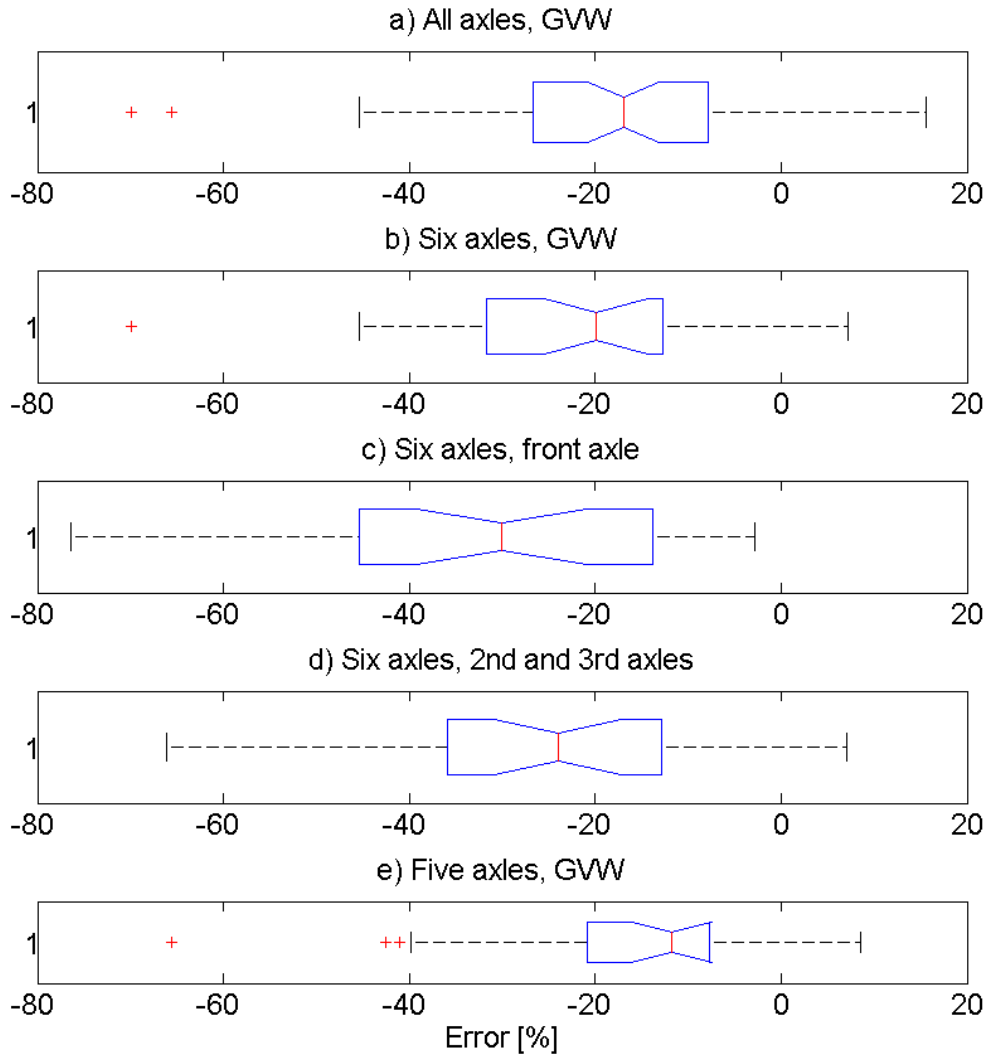 a) All axles, GVW
1
-80 -60 -40 -20 0 20
b) Six axles, GVW
1
-80 -60 -40 -20 0 20
c) Six axles, front axle
1
-80 -60 -40 -20 0 20
d) Six axles, 2nd and 3rd axles
1
-80 -60 -40 -20 0 20
e) Five axles, GVW
1
-80 -60 -40 -20 0 20
Error [%]